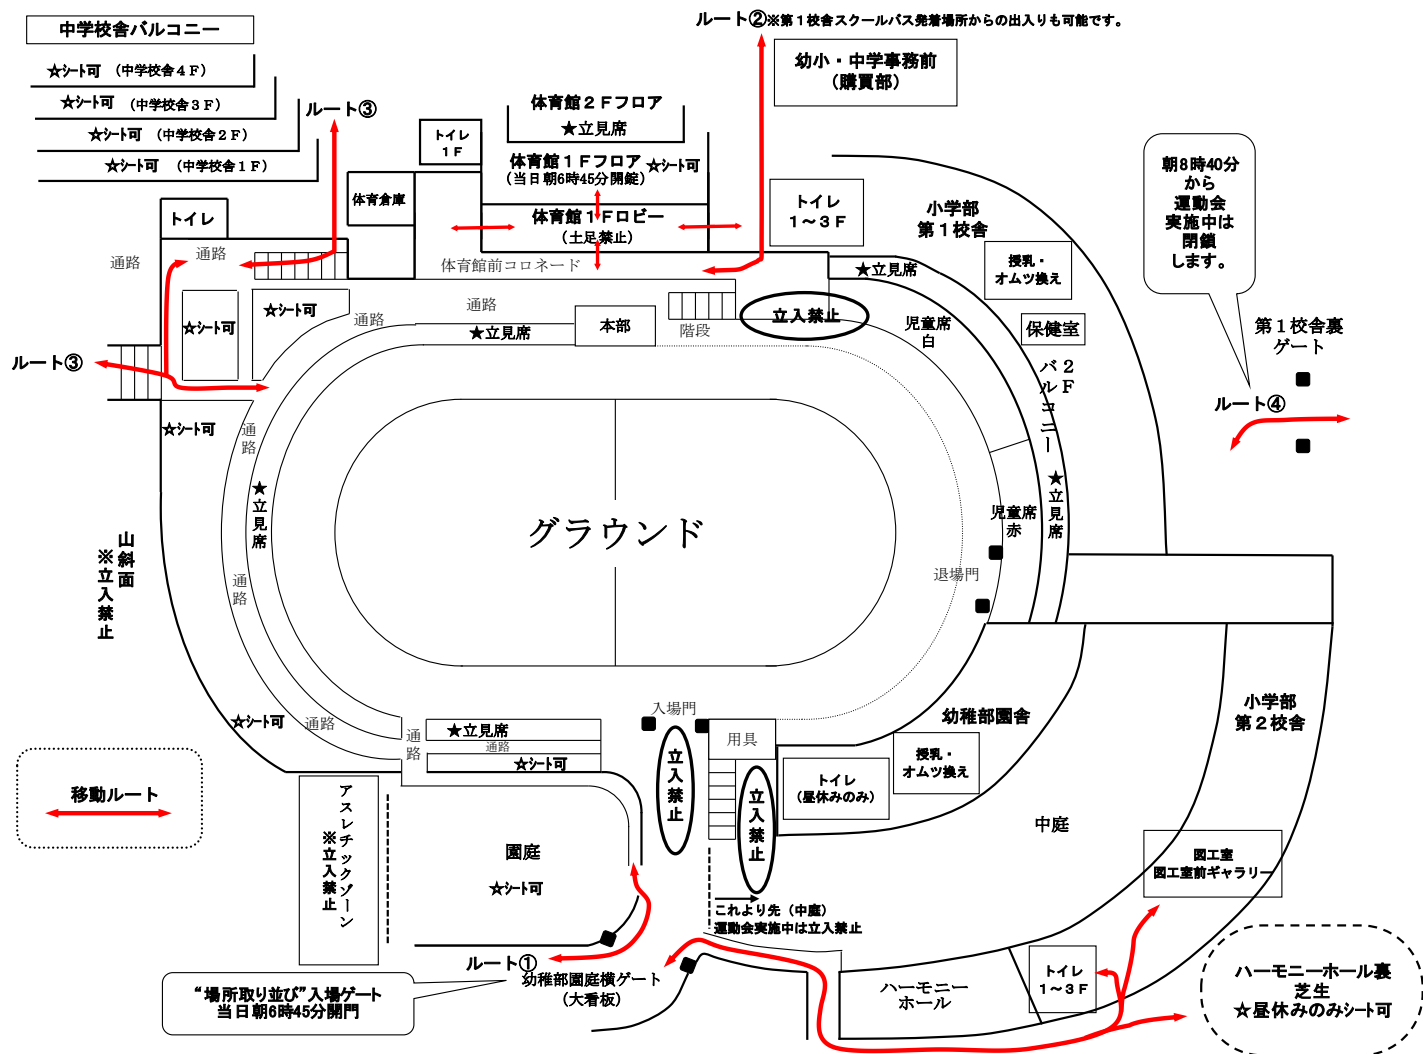 ルート②※第１校舎スクールバス発着場所からの出入りも可能です。
中学校舎バルコニー
☆シート可 （中学校舎４Ｆ）
☆シート可 （中学校舎３Ｆ）
☆シート可 （中学校舎２Ｆ）
☆シート可 （中学校舎１Ｆ）
ルート③
幼小・中学事務前
（購買部）
体育館２Ｆフロア
★立見席
トイレ
１Ｆ
体育館１Ｆフロア ☆シート可
（当日朝6時45分開錠）
体育倉庫
体育館１Ｆロビー
（土足禁止）
トイレ
１～３Ｆ
小学部
第１校舎
朝８時40分
から
運動会
実施中は
閉鎖
します。
トイレ
通路
通路
体育館前コロネード
★立見席
授乳・
オムツ換え
☆シート可
☆シート可
通路
通路
★立見席
本部
階段
立入禁止
児童席
白
保健室
２Ｆ
バルコニー
第１校舎裏
ゲート
ルート③
ルート④
☆シート可
通路
★立見席
★立見席
グラウンド
児童席
赤
山斜面
※立入禁止
通路
退場門
☆シート可
通路
通路
★立見席
通路
☆シート可
入場門
立入禁止
用具
立入禁止
幼稚部園舎
授乳・
オムツ換え
トイレ
（昼休みのみ）
小学部
第２校舎
移動ルート
アスレチックゾーン
※立入禁止
園庭
☆シート可
中庭
図工室
図工室前ギャラリー
これより先（中庭）
運動会実施中は立入禁止
ルート①
幼稚部園庭横ゲート
（大看板）
“場所取り並び”入場ゲート
当日朝6時45分開門
ハーモニー
ホール
トイレ
１～３Ｆ
ハーモニーホール裏
芝生
☆昼休みのみシート可